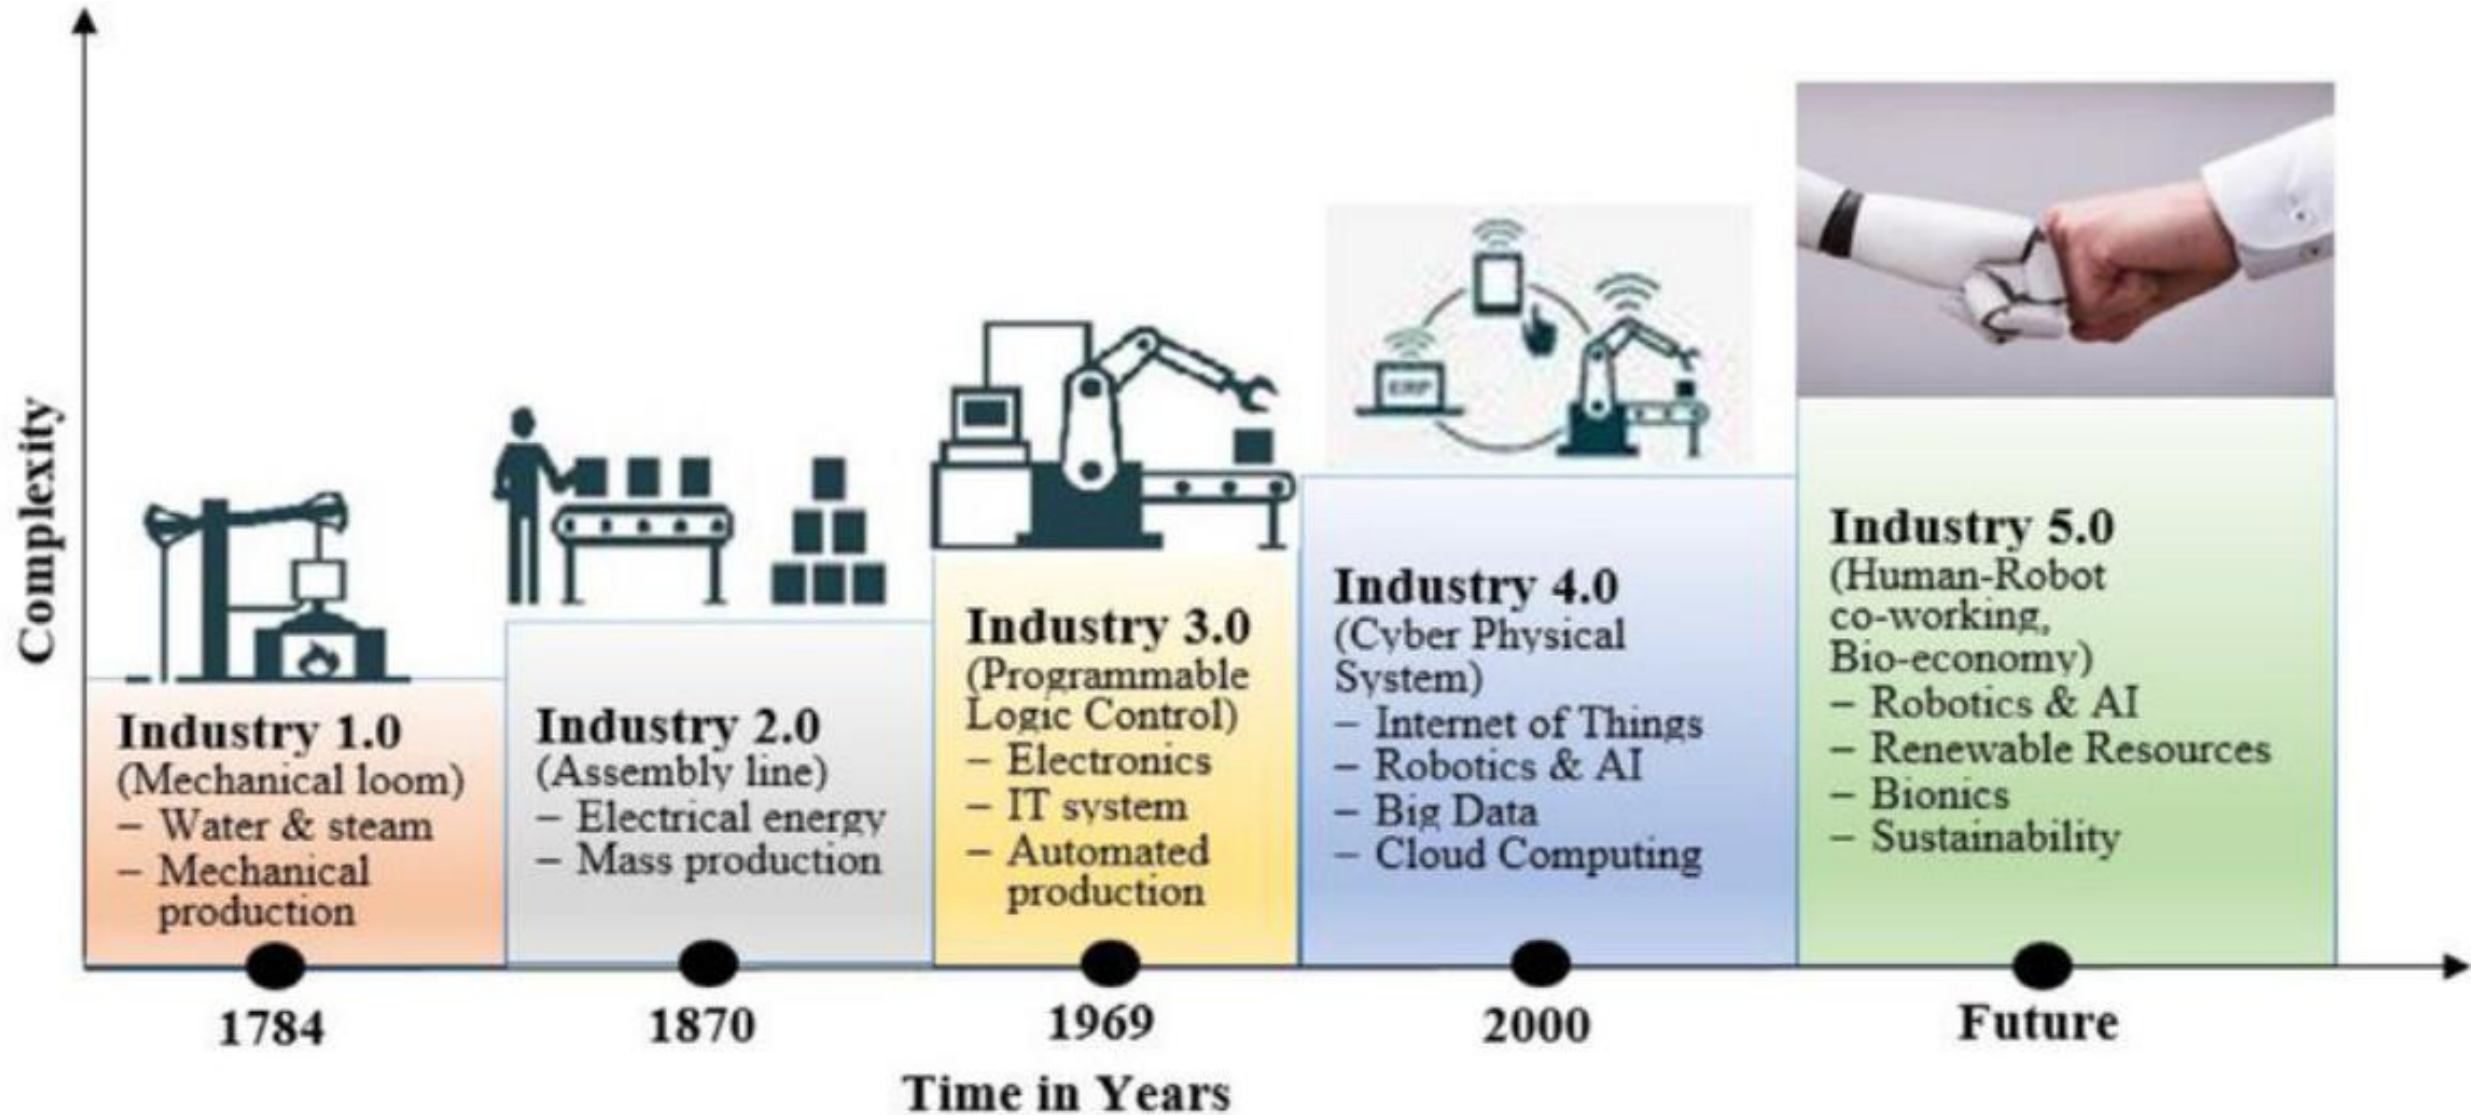 Complexity
Industry 1.0
(Mechanical loom)
– Water & steam
– Mechanical
production
Industry 2.0
(Assembly line)
– Electrical energy
– Mass production
Industry 3.0
(Programmable
Logic Control)
– Electronics
– IT system
– Automated
production
ERP
Industry 4.0
(Cyber Physical
System)
– Internet of Things
– Robotics & AI
– Big Data
– Cloud Computing
Industry 5.0
(Human-Robot
co-working,
Bio-economy)
– Robotics & AI
– Renewable Resources
– Bionics
– Sustainability
1784
1870
1969
2000
Future
Time in Years